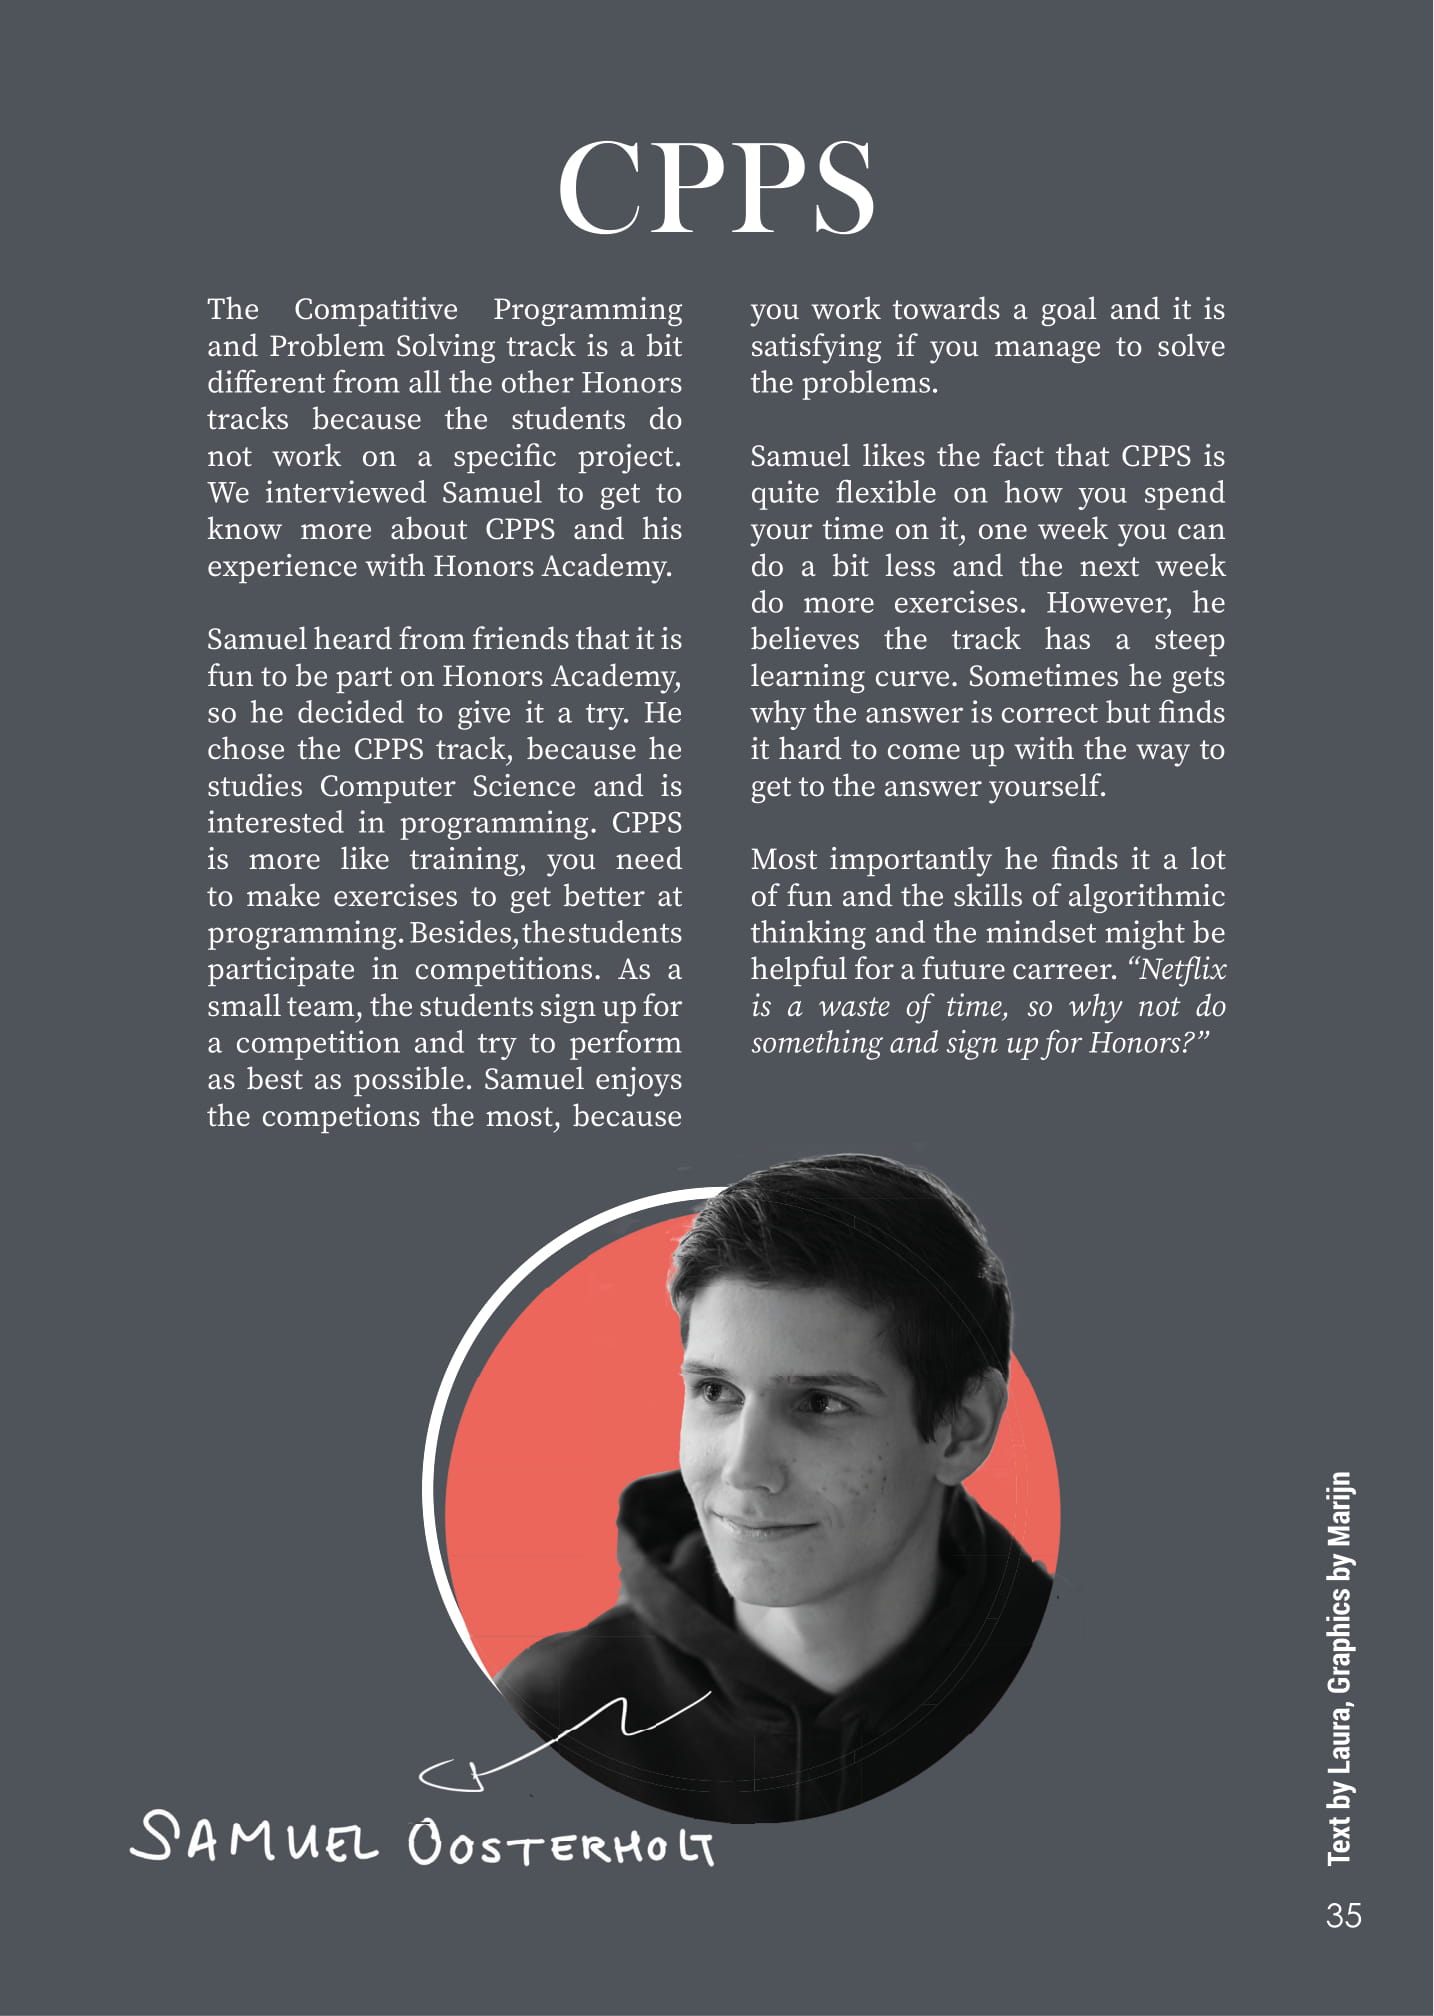 CPPS
The Compatitive Programming
and Problem Solving track is a bit
different from all the other Honors
tracks because the students do
not work on a specific project.
We interviewed Samuel to get to
know more about CPPS and his
experience with Honors Academy.
Samuel heard from friends that it is
fun to be part on Honors Academy,
so he decided to give it a try. He
chose the CPPS track, because he
studies Computer Science and is
interested in programming. CPPS
is more like training, you need
to make exercises to get better at
programming. Besides, the students
participate in competitions. As a
small team, the students sign up for
a competition and try to perform
as best as possible. Samuel enjoys
the competions the most, because
you work towards a goal and it is
satisfying if you manage to solve
the problems.
Samuel likes the fact that CPPS is
quite flexible on how you spend
your time on it, one week you can
do a bit less and the next week
do more exercises. However, he
believes the track has a steep
learning curve. Sometimes he gets
why the answer is correct but finds
it hard to come up with the way to
get to the answer yourself.
Most importantly he finds it a lot
of fun and the skills of algorithmic
thinking and the mindset might be
helpful for a future carreer. “Netflix
is a waste of time, so why not do
something and sign up for Honors?”
SAMUEL OOSTERHOLT
Text by Laura, Graphics by Marijn
35